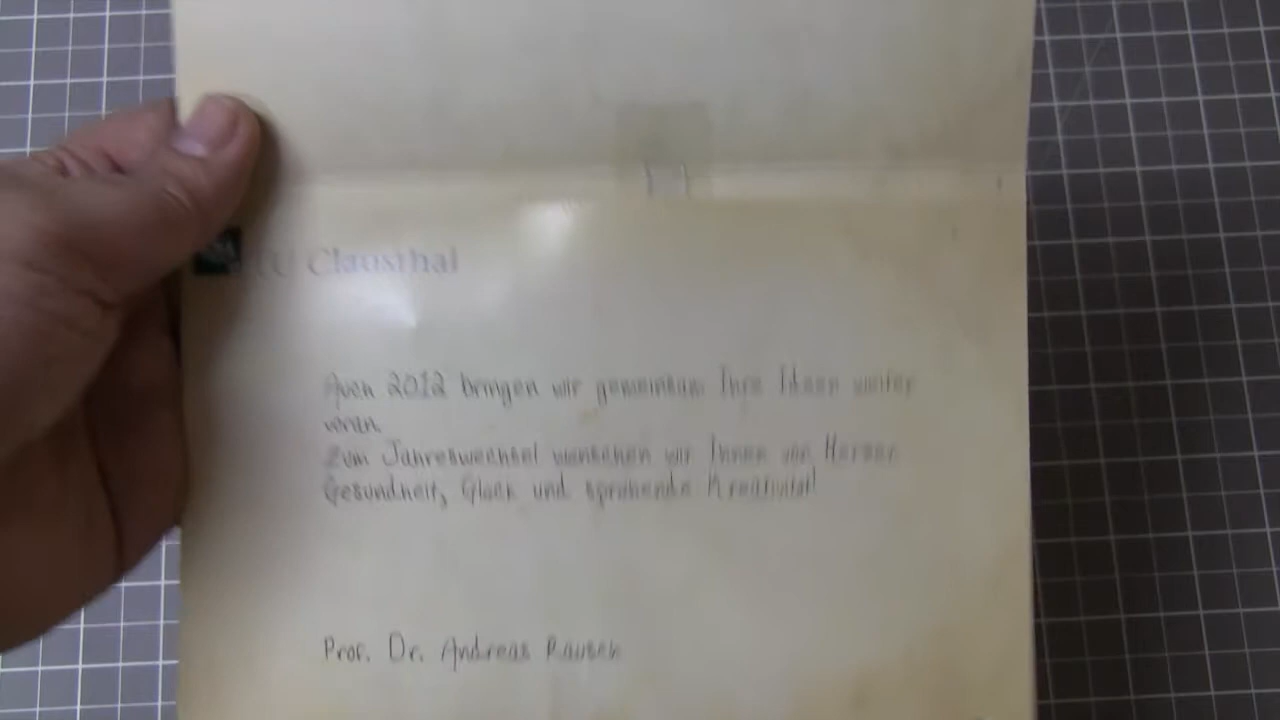 TU Clausthal
Auch 2012 bringen wir gemeinsam Ihre Ideen weiter
voran.
Zum Jahreswechsel wünschen wir Ihnen von Herzen
Gesundheit, Glück und sprühende Kreativität!
Prof. Dr. Andreas Rausch